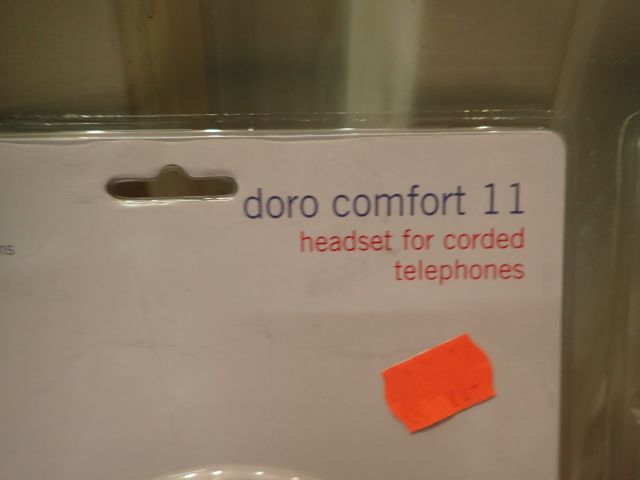 doro comfort 11
headset for corded
telephones